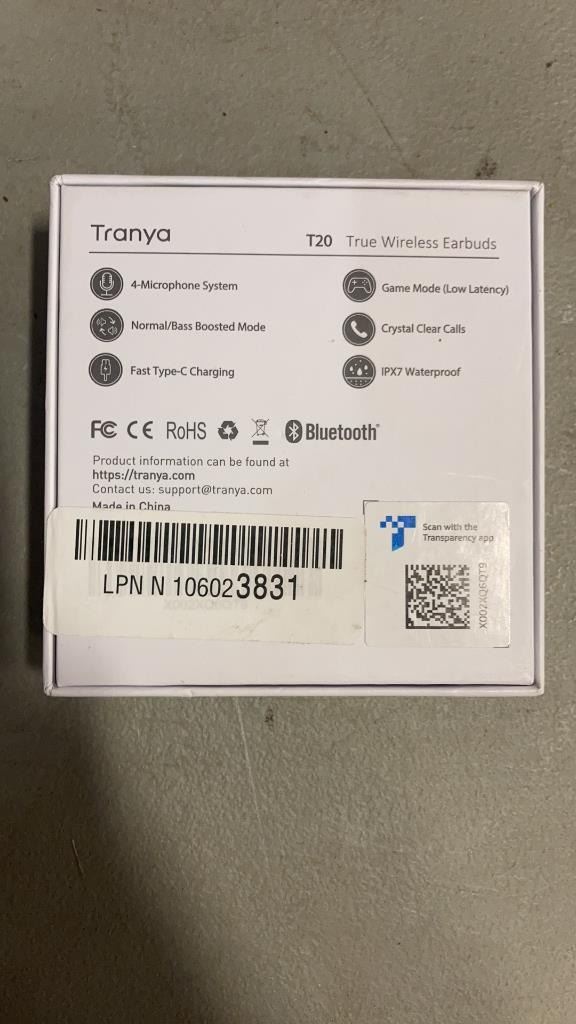 Tranya
T20 True Wireless Earbuds
4-Microphone System
Game Mode (Low Latency)
Normal/Bass Boosted Mode
Crystal Clear Calls
Fast Type-C Charging
IPX7 Waterproof
FC CE RoHS Bluetooth®
Product information can be found at
https://tranya.com
Contact us: support@tranya.com
Made in China
LPN N 106023831
X002XQ6QT9
Scan with the
Transparency app
X002XQ6QT9